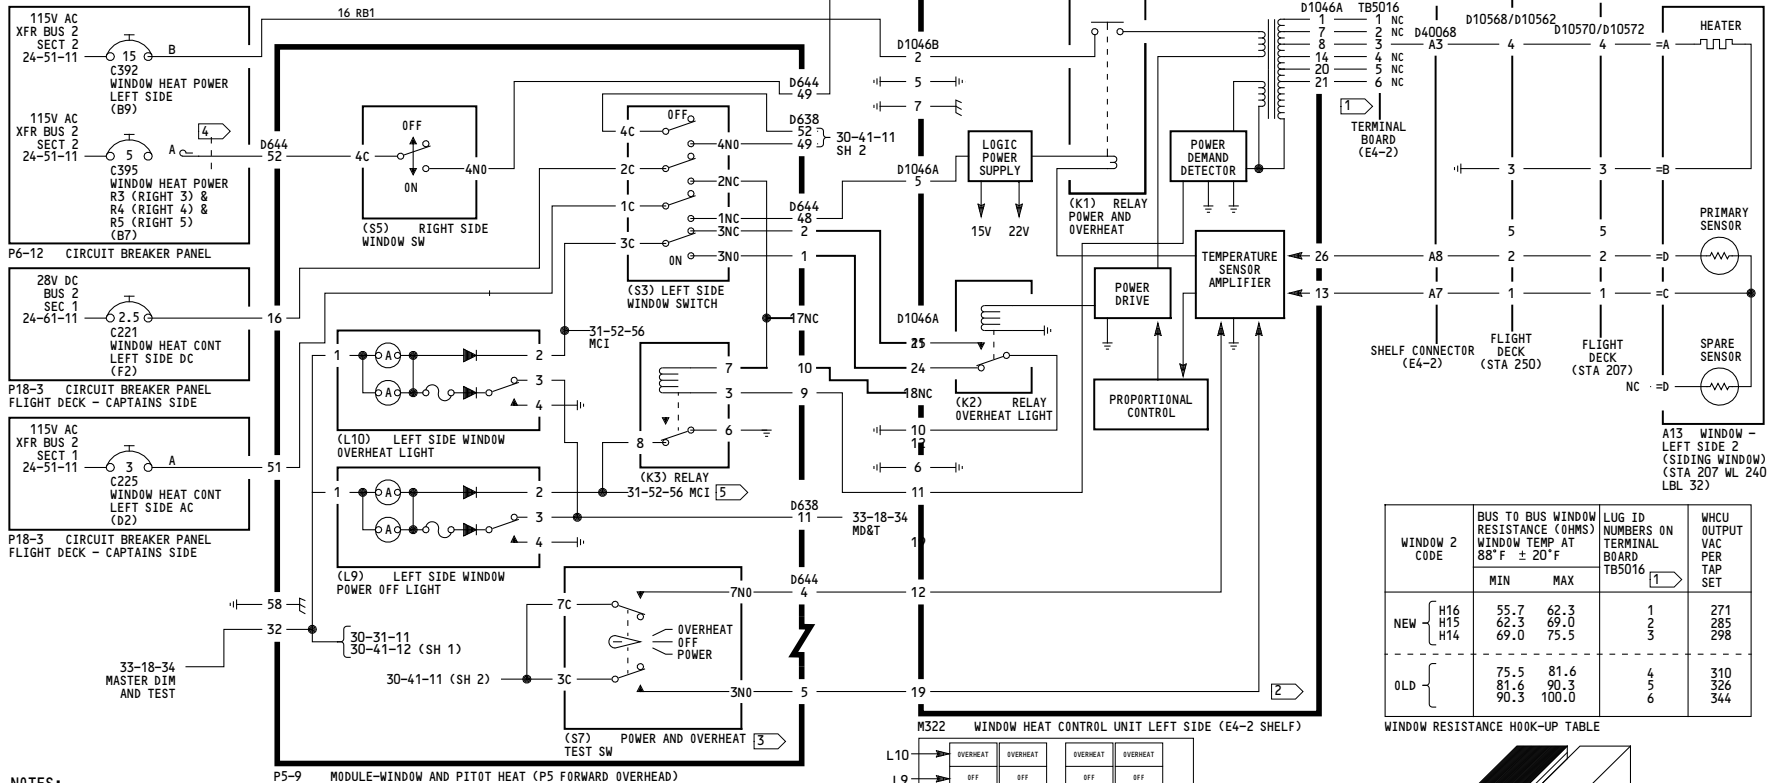 115V AC
XFR BUS 2
SECT 2
24-51-11
15
B
16 RB1
C392
WINDOW HEAT POWER
LEFT SIDE
(B9)
115V AC
XFR BUS 2
SECT 2
24-51-11
5
A
4
C395
WINDOW HEAT POWER
R3 (RIGHT 3) &
R4 (RIGHT 4) &
R5 (RIGHT 5)
(B7)
P6-12 CIRCUIT BREAKER PANEL
28V DC
BUS 2
SEC 1
24-61-11
2.5
C221
WINDOW HEAT CONT
LEFT SIDE DC
(F2)
P18-3 CIRCUIT BREAKER PANEL
FLIGHT DECK - CAPTAINS SIDE
115V AC
XFR BUS 2
SECT 1
24-51-11
3
A
C225
WINDOW HEAT CONT
LEFT SIDE AC
(D2)
P18-3 CIRCUIT BREAKER PANEL
FLIGHT DECK - CAPTAINS SIDE
D644
52
16
51
58
32
33-18-34
MASTER DIM
AND TEST
OFF
4C
4NO
ON
(S5) RIGHT SIDE
WINDOW SW
OFF
4C
4NO
2C
2NC
1C
1NC
3NC
3C
3NO
ON
(S3) LEFT SIDE
WINDOW SWITCH
31-52-56
MCI
1
A
2
A
3
4
(L10) LEFT SIDE WINDOW
OVERHEAT LIGHT
1
A
2
A
3
4
(L9) LEFT SIDE WINDOW
POWER OFF LIGHT
7
3
8
6
(K3) RELAY
31-52-56 MCI 5
30-31-11
30-41-12 (SH 1)
30-41-11 (SH 2)
7C
7NO
OVERHEAT
OFF
POWER
3C
3NO
(S7) POWER AND OVERHEAT 3
TEST SW
P5-9 MODULE-WINDOW AND PITOT HEAT (P5 FORWARD OVERHEAD)
NOTES:
D644
49
D638
52
49
30-41-11
SH 2
D644
48
2
1
17NC
10
9
D638
11
33-18-34
MD&T
D644
4
5
D1046B
2
5
7
D1046A
5
D1046A
24
18NC
10
6
11
12
19
LOGIC
POWER
SUPPLY
15V 22V
(K1) RELAY
POWER AND
OVERHEAT
POWER
DEMAND
DETECTOR
TEMPERATURE
SENSOR
AMPLIFIER
POWER
DRIVE
PROPORTIONAL
CONTROL
(K2) RELAY
OVERHEAT LIGHT
2
M322 WINDOW HEAT CONTROL UNIT LEFT SIDE (E4-2 SHELF)
L10
OVERHEAT OVERHEAT OVERHEAT OVERHEAT
L9
OFF OFF OFF OFF
D1046A TB5016
1 1 NC
7 2 NC
8 3
14 4 NC
20 5 NC
21 6 NC
1
TERMINAL
BOARD
(E4-2)
26
13
D40068
A3
A8
A7
SHELF CONNECTOR
(E4-2)
D10568/D10562
4
3
5
2
1
FLIGHT
DECK
(STA 250)
D10570/D10572
4
3
5
2
1
FLIGHT
DECK
(STA 207)
HEATER
=A
=B
PRIMARY
SENSOR
=D
=C
SPARE
SENSOR
NC =D
A13 WINDOW -
LEFT SIDE 2
(SIDING WINDOW)
(STA 207 WL 240
LBL 32)
WINDOW 2
CODE
BUS TO BUS WINDOW
RESISTANCE (OHMS)
WINDOW TEMP AT
88°F ± 20°F
MIN MAX
LUG ID
NUMBERS ON
TERMINAL
BOARD
TB5016 1
WHCU
OUTPUT
VAC
PER
TAP
SET
NEW
H16 55.7 62.3 1 271
H15 62.3 69.0 2 285
H14 69.0 75.5 3 298
OLD
75.5 81.6 4 310
81.6 90.3 5 326
90.3 100.0 6 344
WINDOW RESISTANCE HOOK-UP TABLE